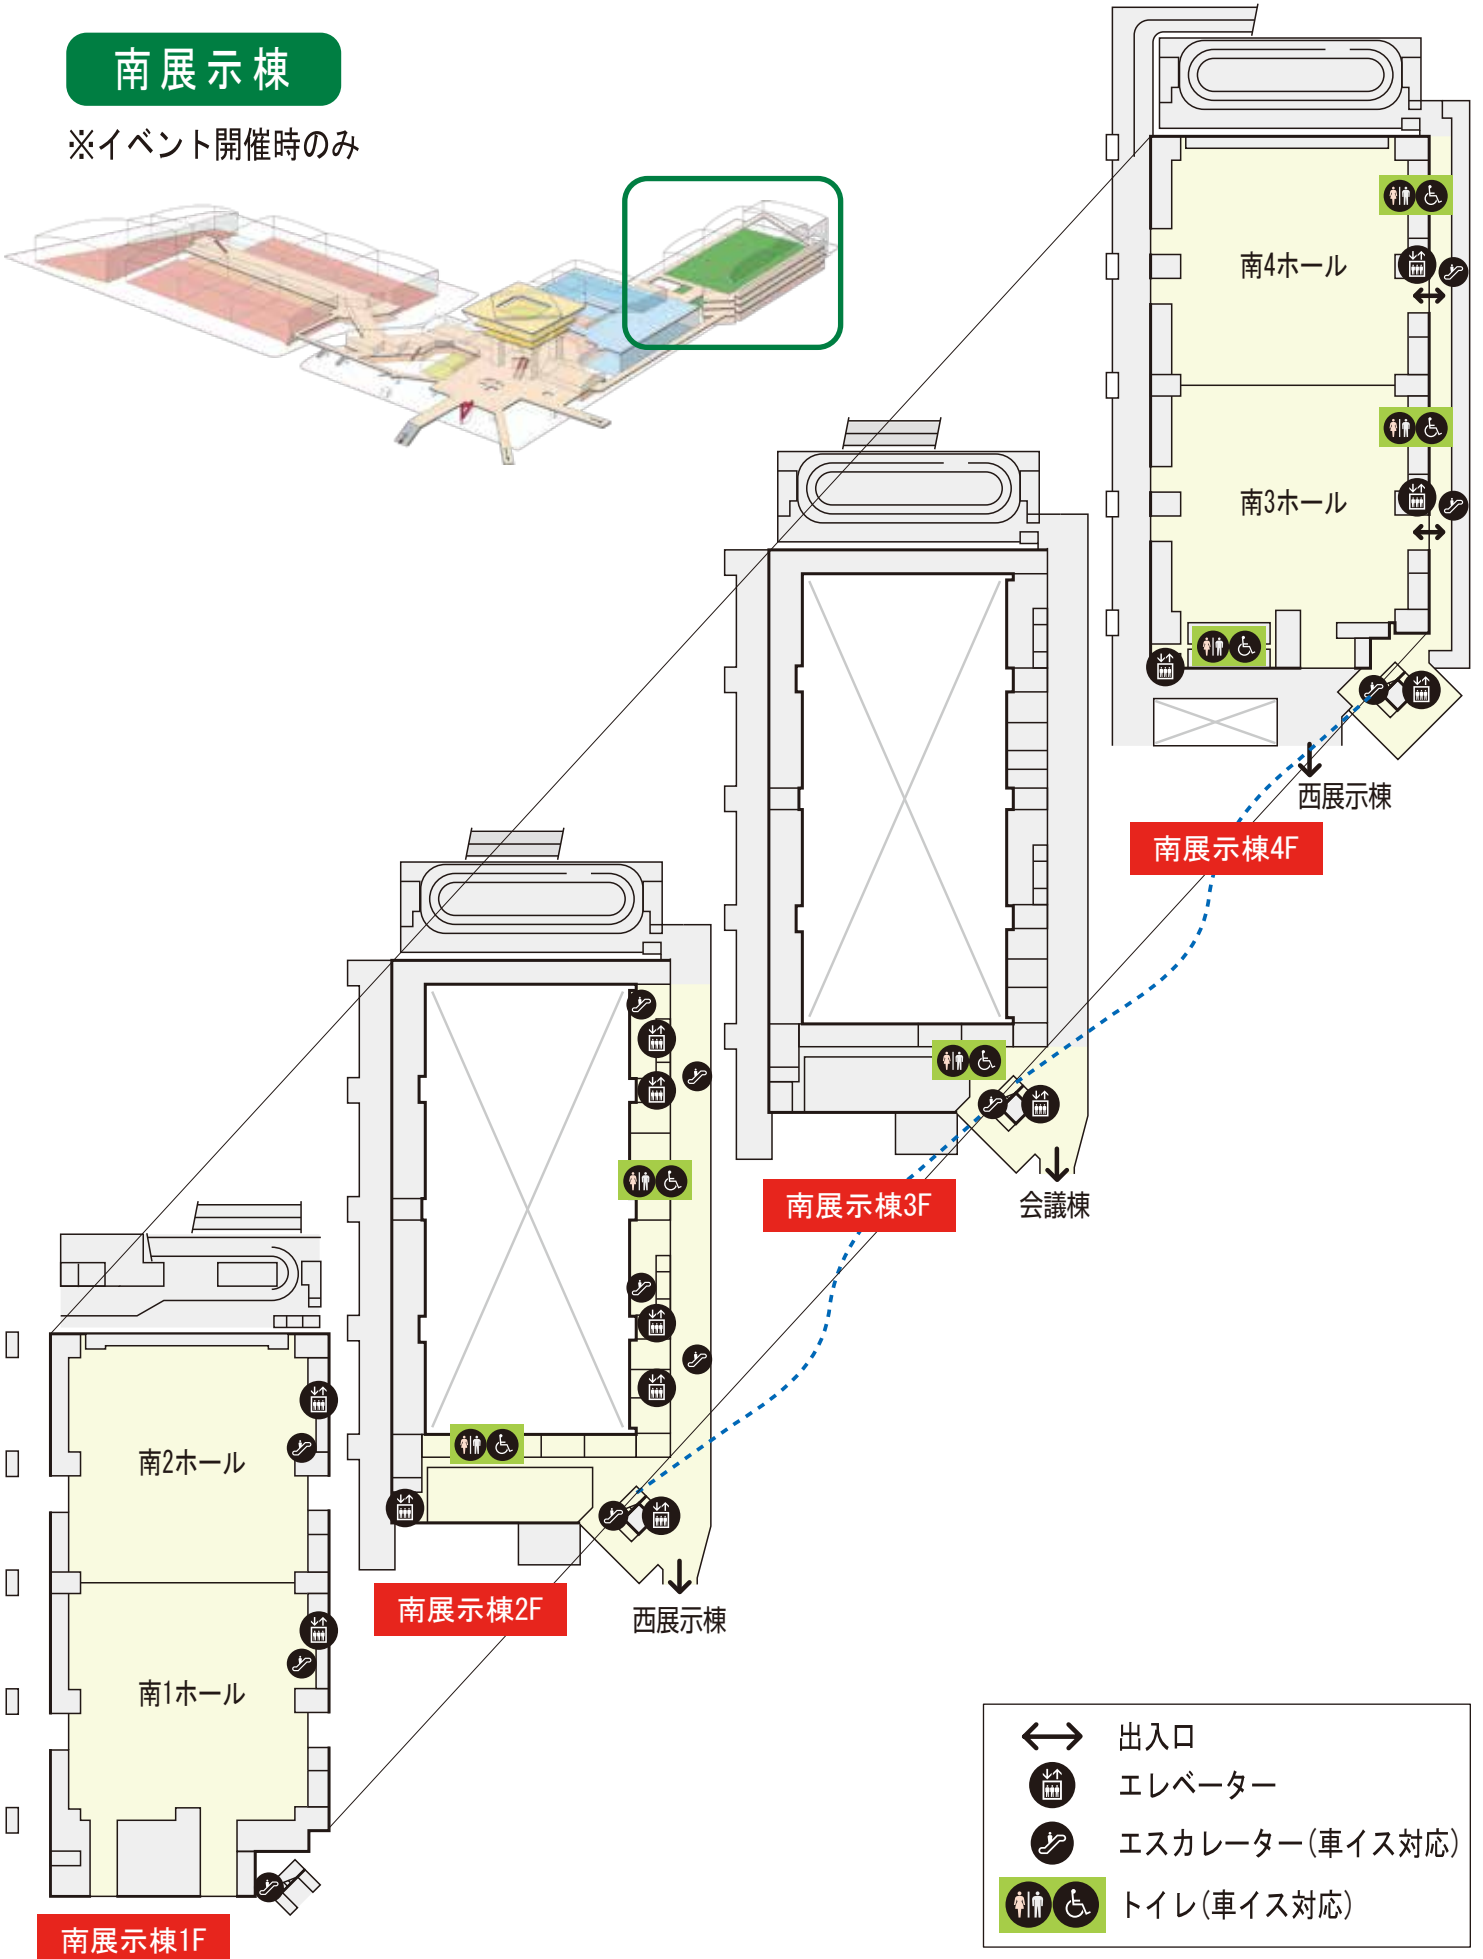 南展示棟
※イベント開催時のみ
南4ホール
南3ホール
西展示棟
南展示棟4F
南展示棟3F
会議棟
南2ホール
南展示棟2F
西展示棟
南1ホール
南展示棟1F
出入口
エレベーター
エスカレーター(車イス対応)
トイレ(車イス対応)